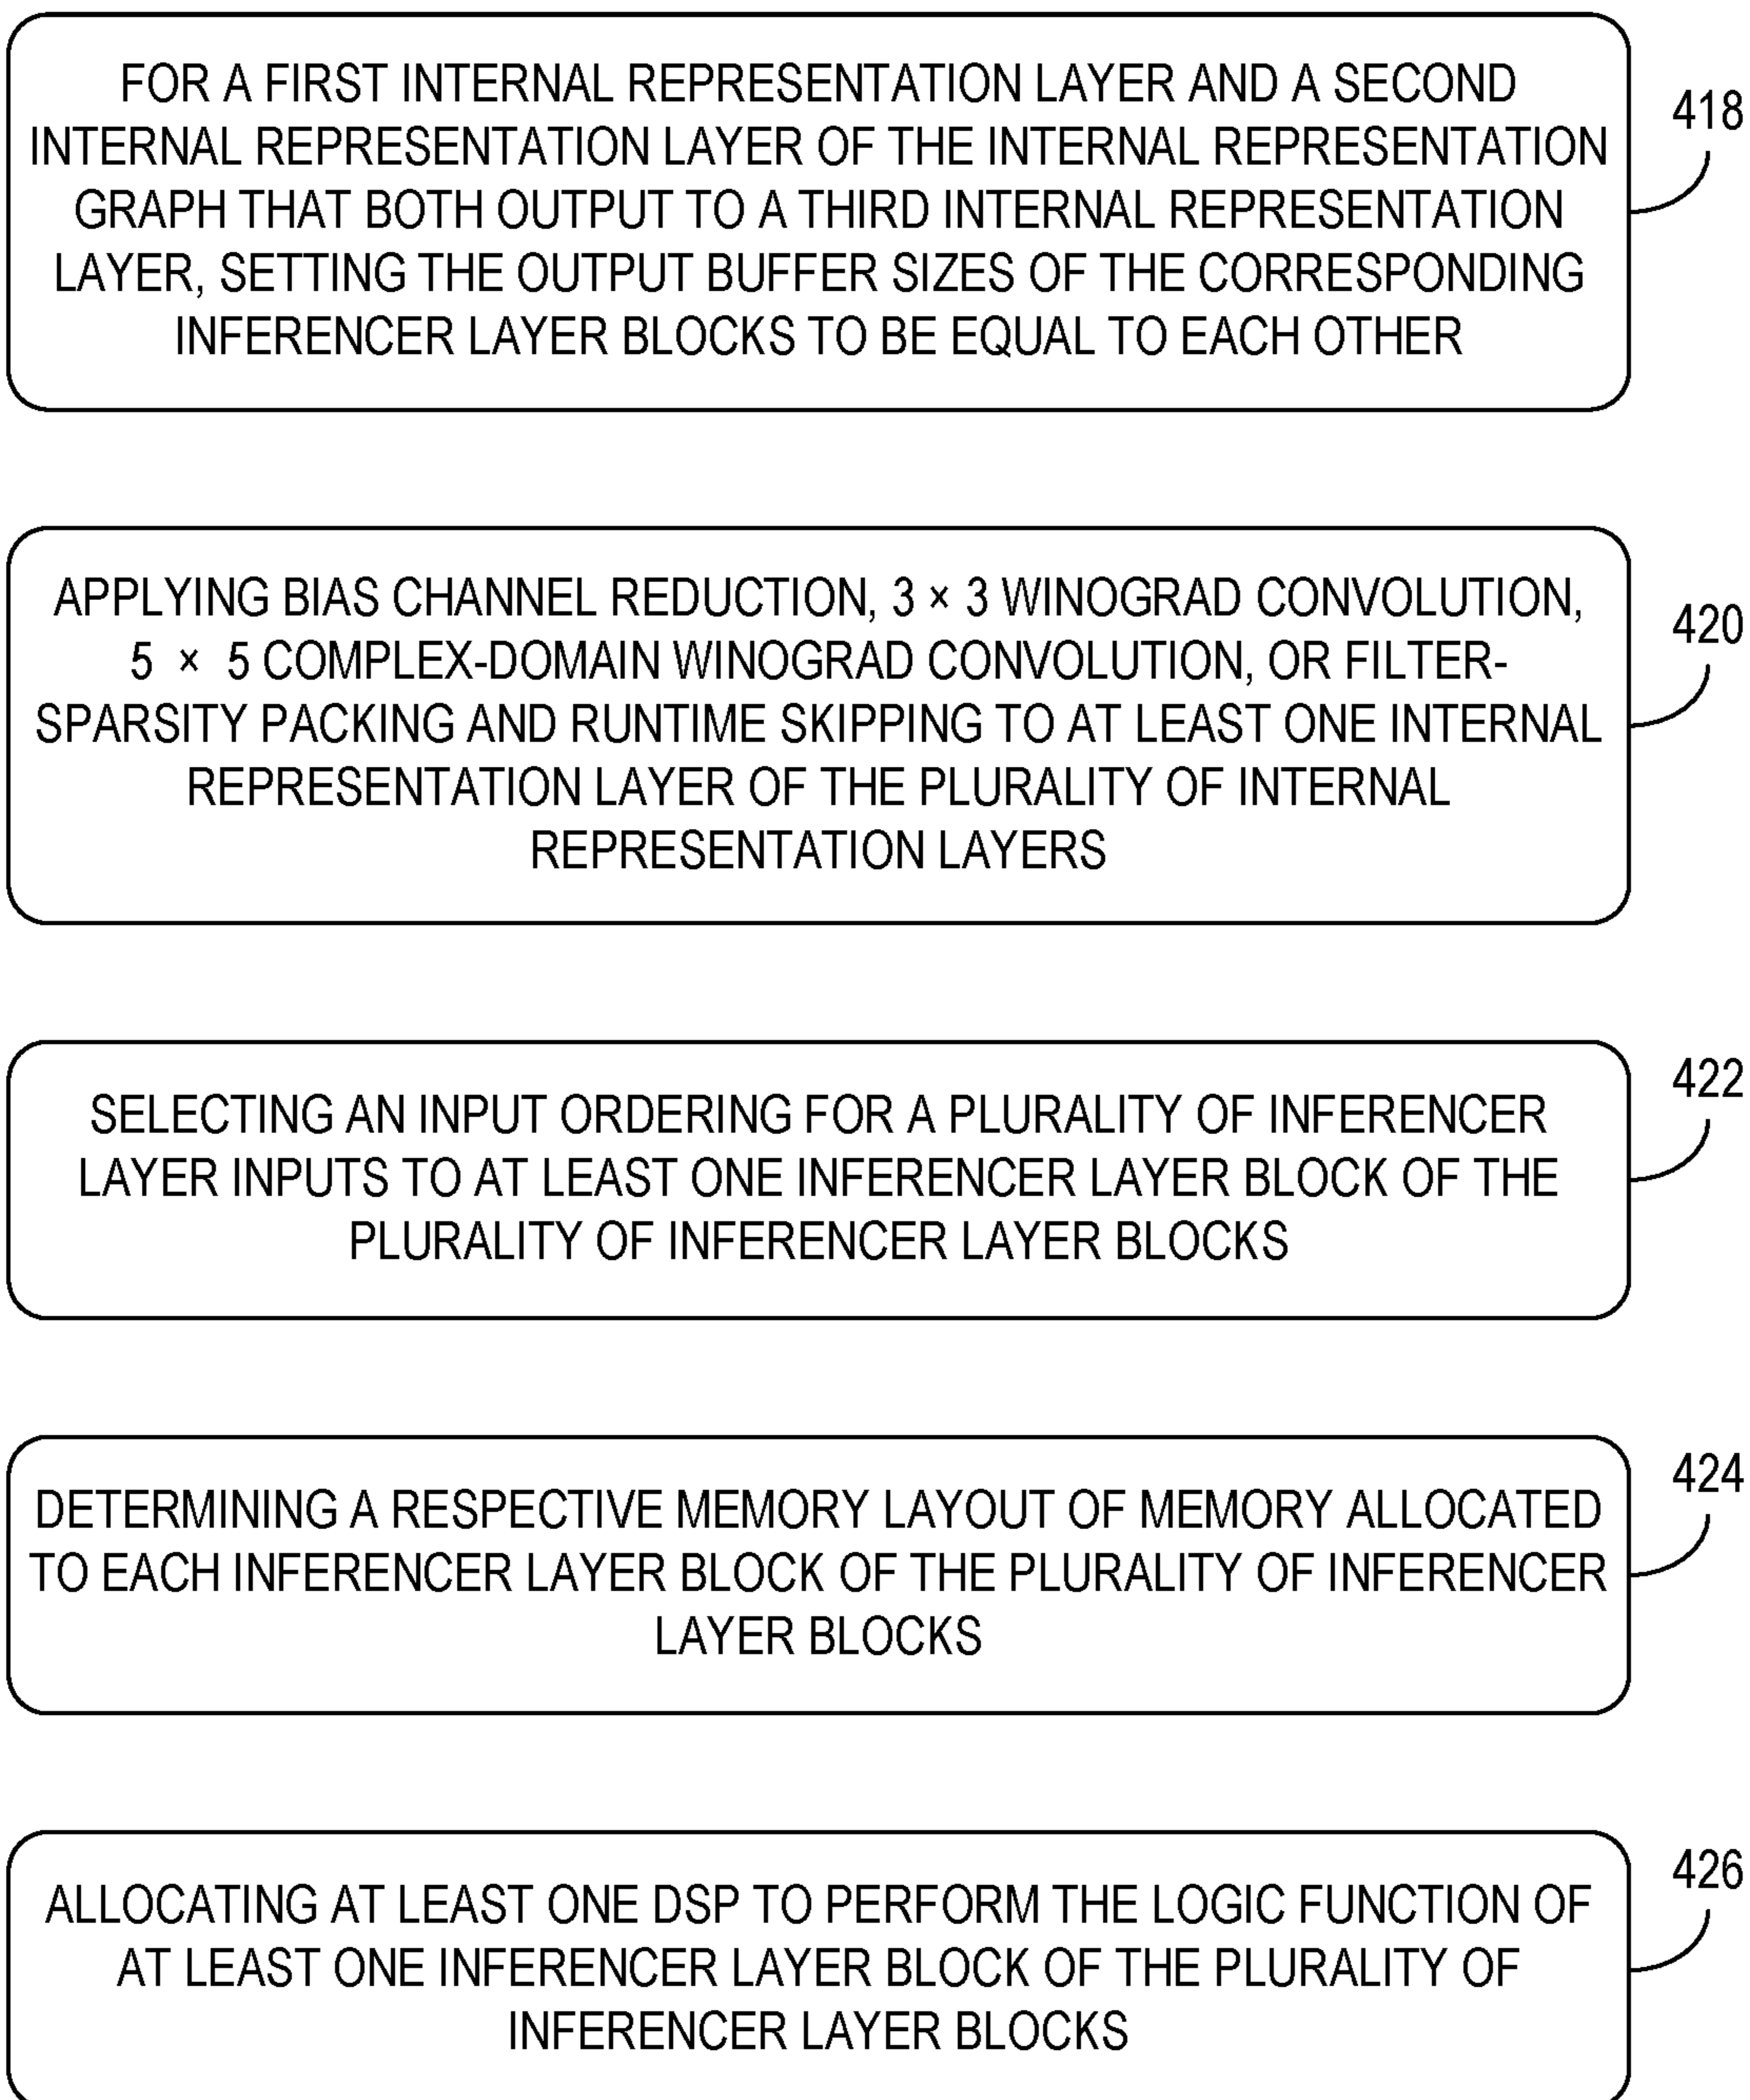 FOR A FIRST INTERNAL REPRESENTATION LAYER AND A SECOND
INTERNAL REPRESENTATION LAYER OF THE INTERNAL REPRESENTATION
GRAPH THAT BOTH OUTPUT TO A THIRD INTERNAL REPRESENTATION
LAYER, SETTING THE OUTPUT BUFFER SIZES OF THE CORRESPONDING
INFERENCER LAYER BLOCKS TO BE EQUAL TO EACH OTHER
418
APPLYING BIAS CHANNEL REDUCTION, 3 × 3 WINOGRAD CONVOLUTION,
5 × 5 COMPLEX-DOMAIN WINOGRAD CONVOLUTION, OR FILTER-
SPARSITY PACKING AND RUNTIME SKIPPING TO AT LEAST ONE INTERNAL
REPRESENTATION LAYER OF THE PLURALITY OF INTERNAL
REPRESENTATION LAYERS
420
SELECTING AN INPUT ORDERING FOR A PLURALITY OF INFERENCER
LAYER INPUTS TO AT LEAST ONE INFERENCER LAYER BLOCK OF THE
PLURALITY OF INFERENCER LAYER BLOCKS
422
DETERMINING A RESPECTIVE MEMORY LAYOUT OF MEMORY ALLOCATED
TO EACH INFERENCER LAYER BLOCK OF THE PLURALITY OF INFERENCER
LAYER BLOCKS
424
ALLOCATING AT LEAST ONE DSP TO PERFORM THE LOGIC FUNCTION OF
AT LEAST ONE INFERENCER LAYER BLOCK OF THE PLURALITY OF
INFERENCER LAYER BLOCKS
426